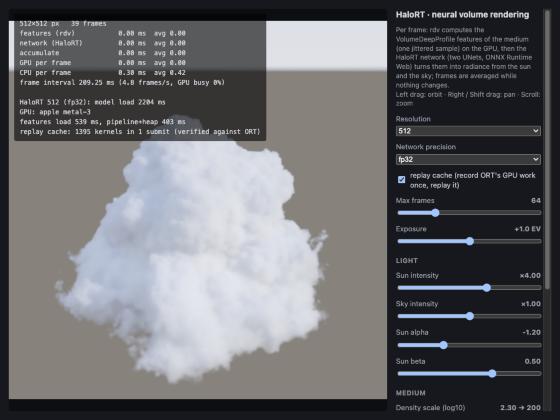 512×512 px   39 frames
features (rdv)   0.00 ms   avg 0.00
network (HaloRT)   0.00 ms   avg 0.00
accumulate   0.00 ms   avg 0.00
GPU per frame   0.00 ms   avg 0.00
CPU per frame   0.30 ms   avg 0.42
frame interval 209.25 ms (4.8 frames/s, GPU busy 0%)
HaloRT 512 (fp32): model load 2204 ms
GPU: apple metal-3
features load 539 ms, pipeline+heap 403 ms
replay cache: 1395 kernels in 1 submit (verified against ORT)
HaloRT · neural volume rendering
Per frame: rdv computes the
VolumeDeepProfile features of the medium
(one jittered sample) on the GPU, then the
HaloRT network (two UNets, ONNX Runtime
Web) turns them into radiance from the sun
and the sky; frames are averaged while
nothing changes.
Left drag: orbit · Right / Shift drag: pan · Scroll:
zoom
Resolution
512
Network precision
fp32
replay cache (record ORT's GPU work
once, replay it)
Max frames 64
Exposure +1.0 EV
LIGHT
Sun intensity ×4.00
Sky intensity ×1.00
Sun alpha -1.20
Sun beta 0.50
MEDIUM
Density scale (log10) 2.30 → 200